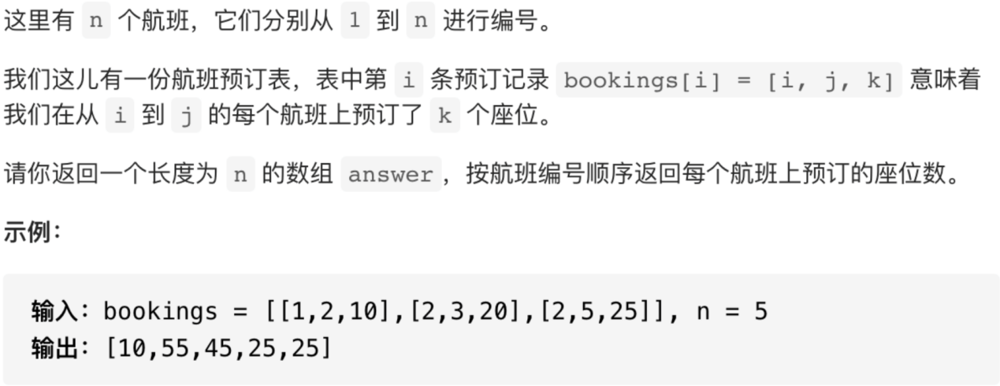 这里有 n 个航班，它们分别从 1 到 n 进行编号。
我们这儿有一份航班预订表，表中第 i 条预订记录 bookings[i] = [i, j, k] 意味着
我们在从 i 到 j 的每个航班上预订了 k 个座位。
请你返回一个长度为 n 的数组 answer，按航班编号顺序返回每个航班上预订的座位数。
示例：
输入：bookings = [[1,2,10],[2,3,20],[2,5,25]], n = 5
输出：[10,55,45,25,25]